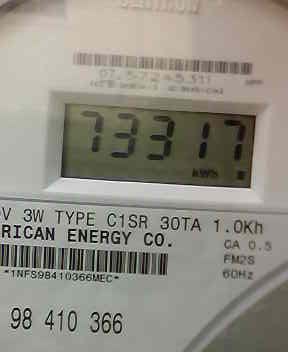 73317
kWh
V 3W TYPE C1SR 30TA 1.0Kh
RICAN ENERGY CO.
CA 0.5
FM2S
60Hz
*1NFS98410366MEC*
98 410 366